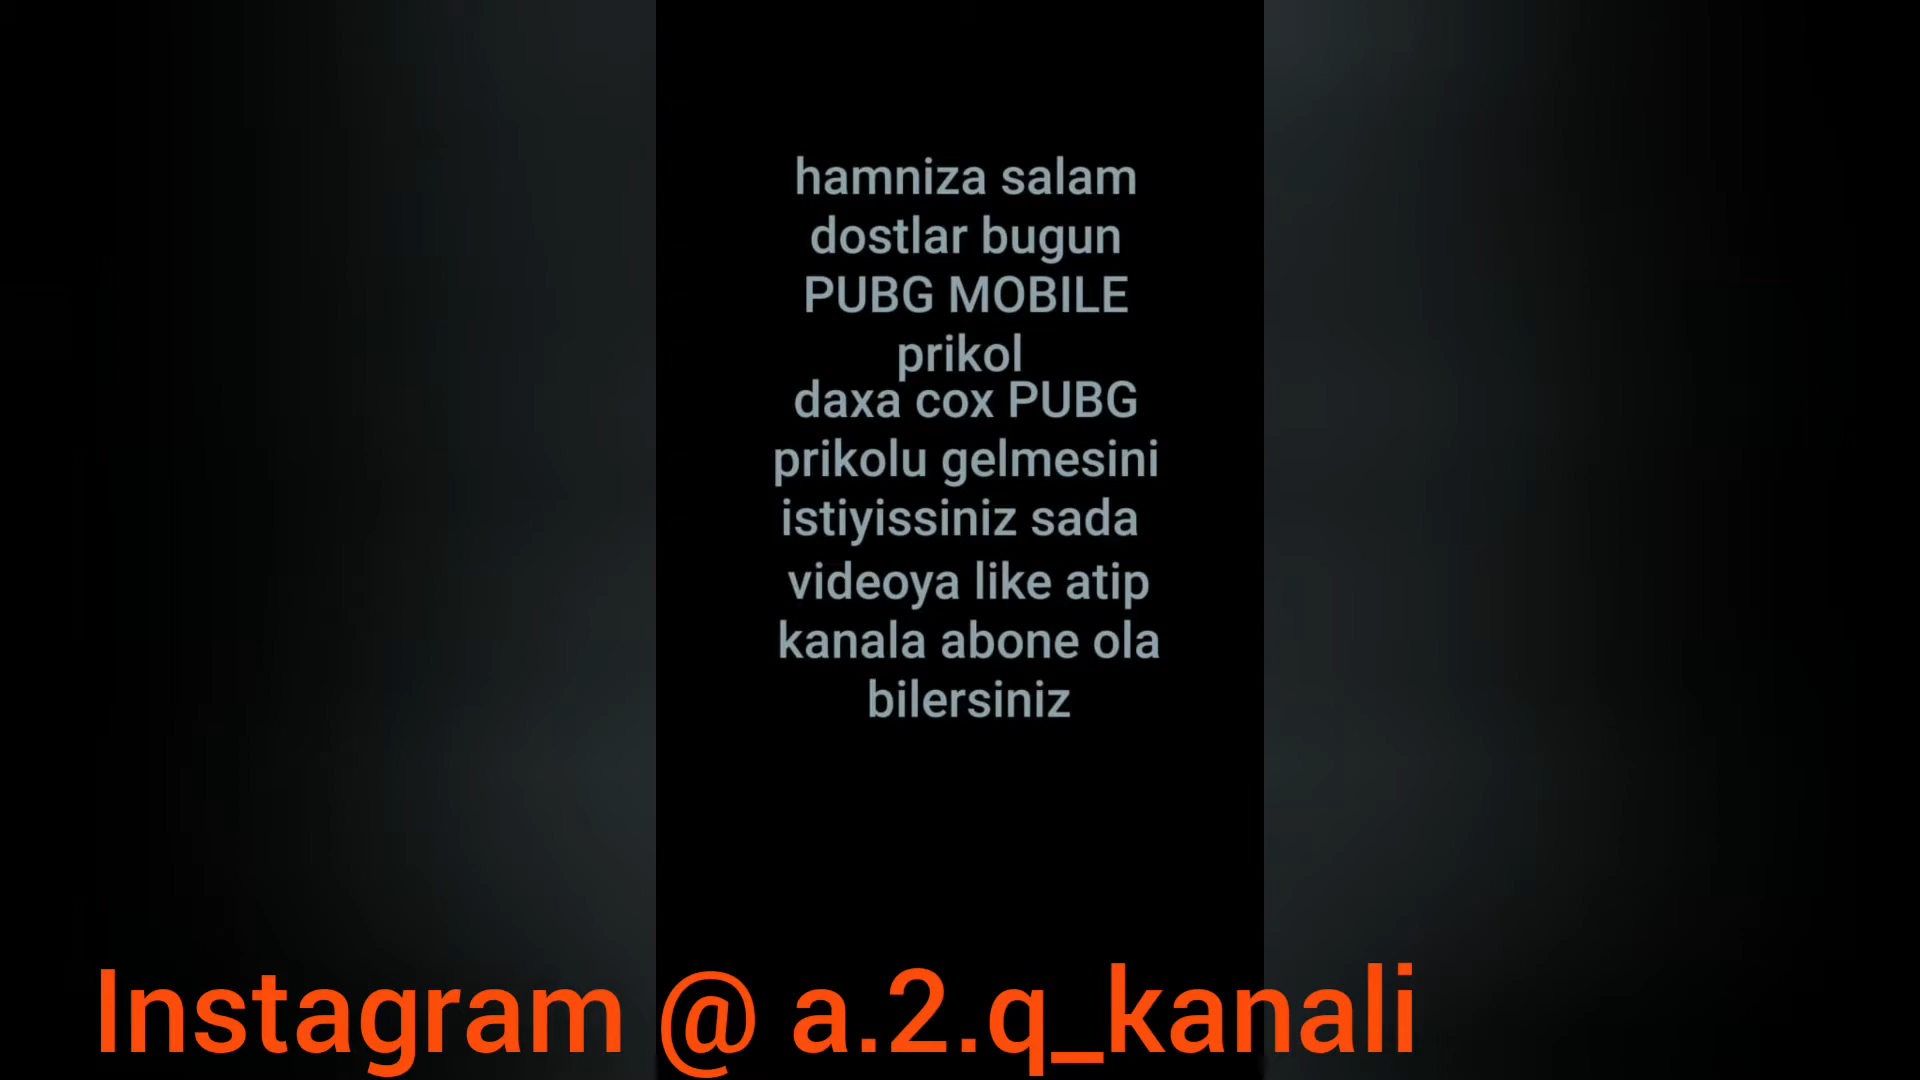 hamniza salam
dostlar bugun
PUBG MOBILE
prikol
daxa cox PUBG
prikolu gelmesini
istiyissiniz sada
videoya like atip
kanala abone ola
bilersiniz
Instagram @ a.2.q_kanali